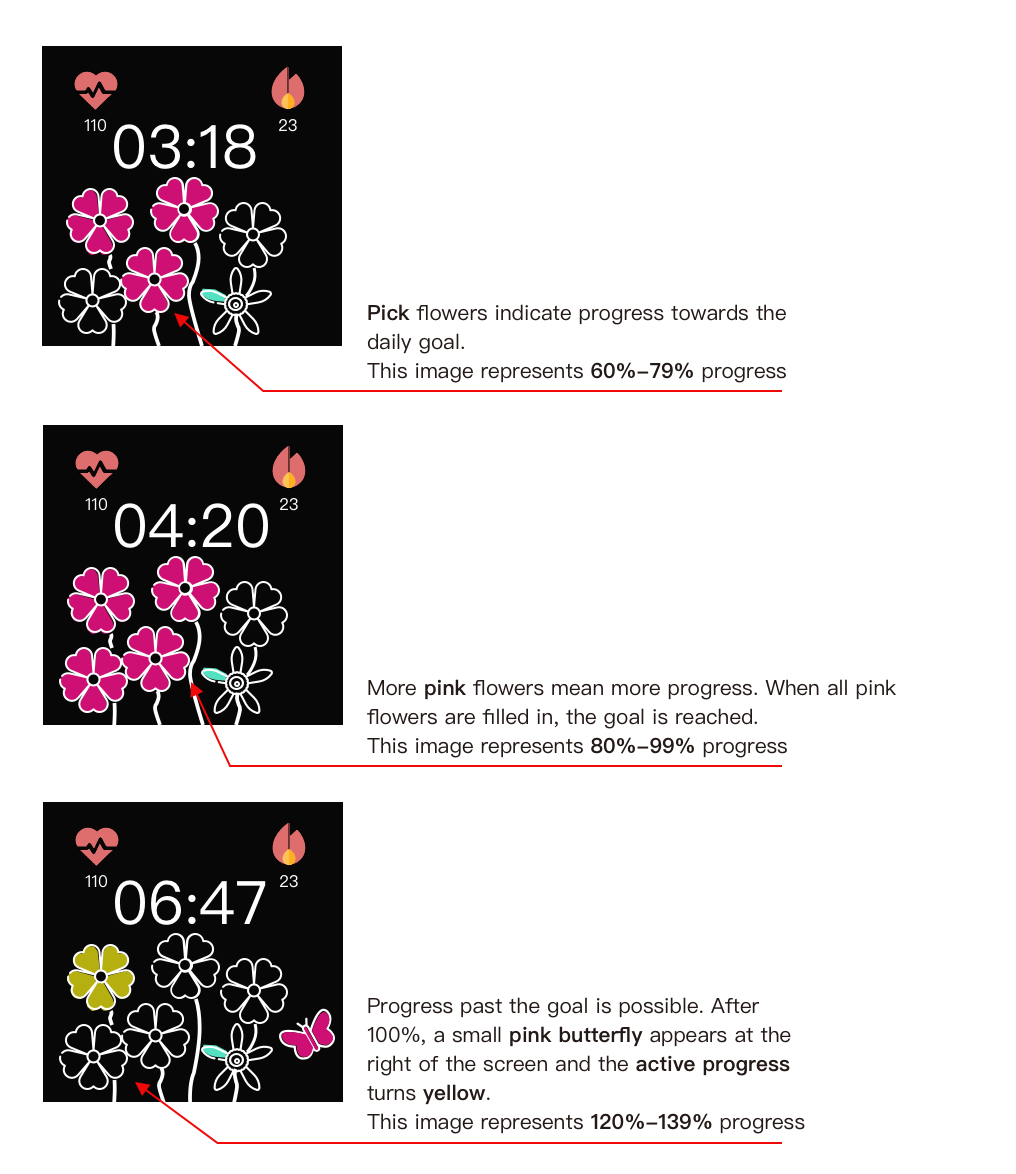 110
23
03:18
Pick flowers indicate progress towards the
daily goal.
This image represents 60%–79% progress
110
23
04:20
More pink flowers mean more progress. When all pink
flowers are filled in, the goal is reached.
This image represents 80%–99% progress
110
23
06:47
Progress past the goal is possible. After
100%, a small pink butterfly appears at the
right of the screen and the active progress
turns yellow.
This image represents 120%–139% progress